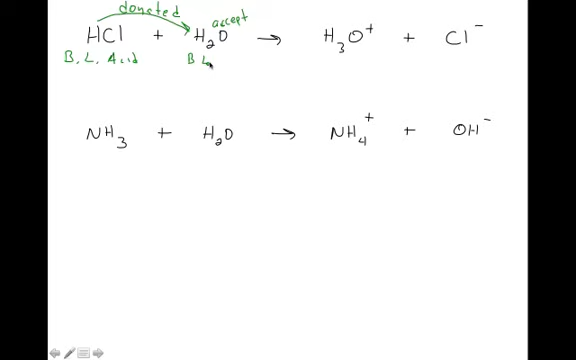 donated
accept
HCl + H₂O → H₃O⁺ + Cl⁻
B, L, Acid B L
NH₃ + H₂O → NH₄⁺ + OH⁻